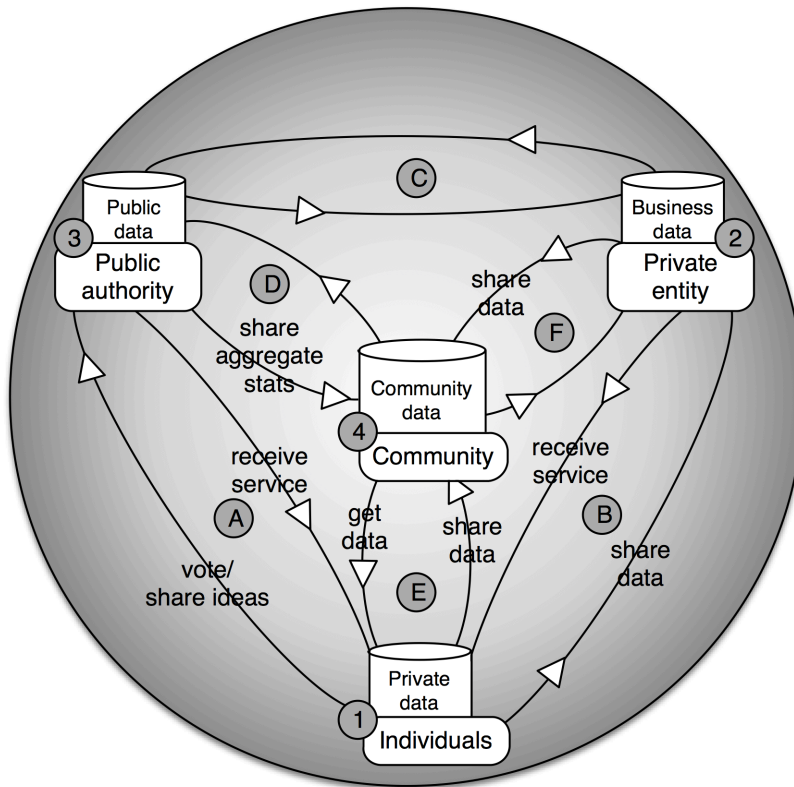 C
Public
data
3
Public
authority
Business
data
2
Private
entity
D
share
aggregate
stats
share
data
F
Community
data
4
Community
receive
service
A
vote/
share ideas
get
data
share
data
E
receive
service
B
share
data
Private
data
1
Individuals